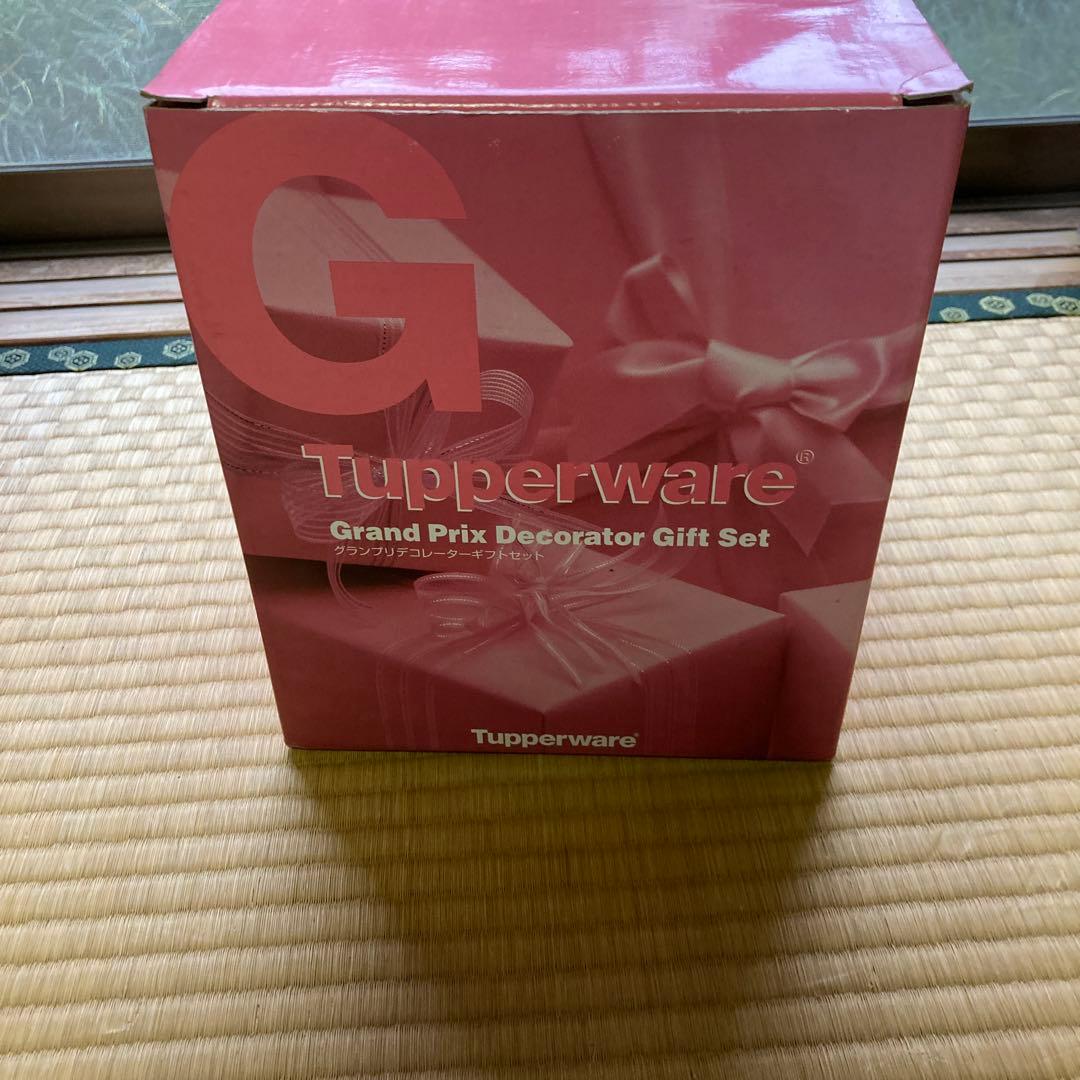 G
Tupperware®
Grand Prix Decorator Gift Set
グランプリデコレーターギフトセット
Tupperware®